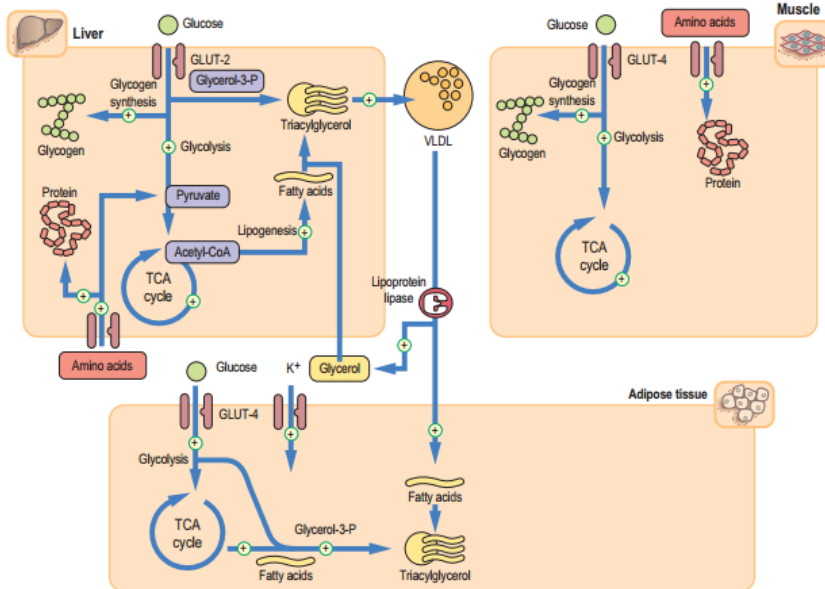 Liver
Glucose
GLUT-2
Glycerol-3-P
Glycogen
synthesis
+
+
Triacylglycerol
VLDL
Glycogen
+
Glycolysis
Fatty acids
Protein
Pyruvate
Lipogenesis
+
Acetyl-CoA
TCA
cycle
+
+
+
Amino acids
Lipoprotein
lipase
+
Glycerol
Muscle
Glucose
Amino acids
GLUT-4
+
Glycogen
synthesis
+
+
Glycolysis
Glycogen
Protein
TCA
cycle
+
Adipose tissue
Glucose
K+
GLUT-4
+
+
+
Glycolysis
Fatty acids
TCA
cycle
Glycerol-3-P
+
+
Fatty acids
Triacylglycerol